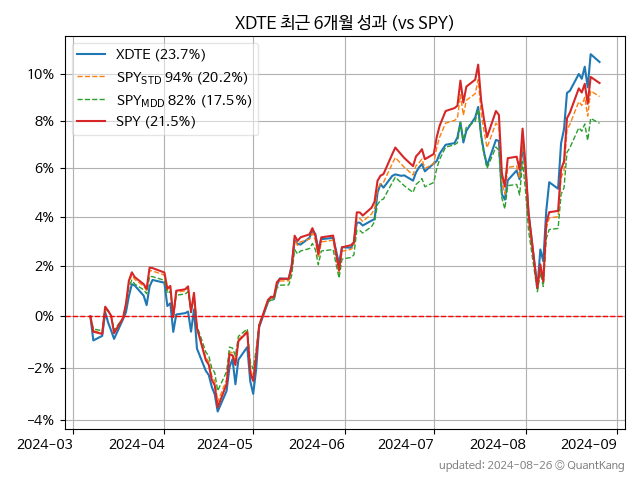 XDTE 최근 6개월 성과 (vs SPY)
XDTE (23.7%)
SPY_STD 94% (20.2%)
SPY_MDD 82% (17.5%)
SPY (21.5%)
10%
8%
6%
4%
2%
0%
−2%
−4%
2024-03
2024-04
2024-05
2024-06
2024-07
2024-08
2024-09
updated: 2024-08-26 © QuantKang